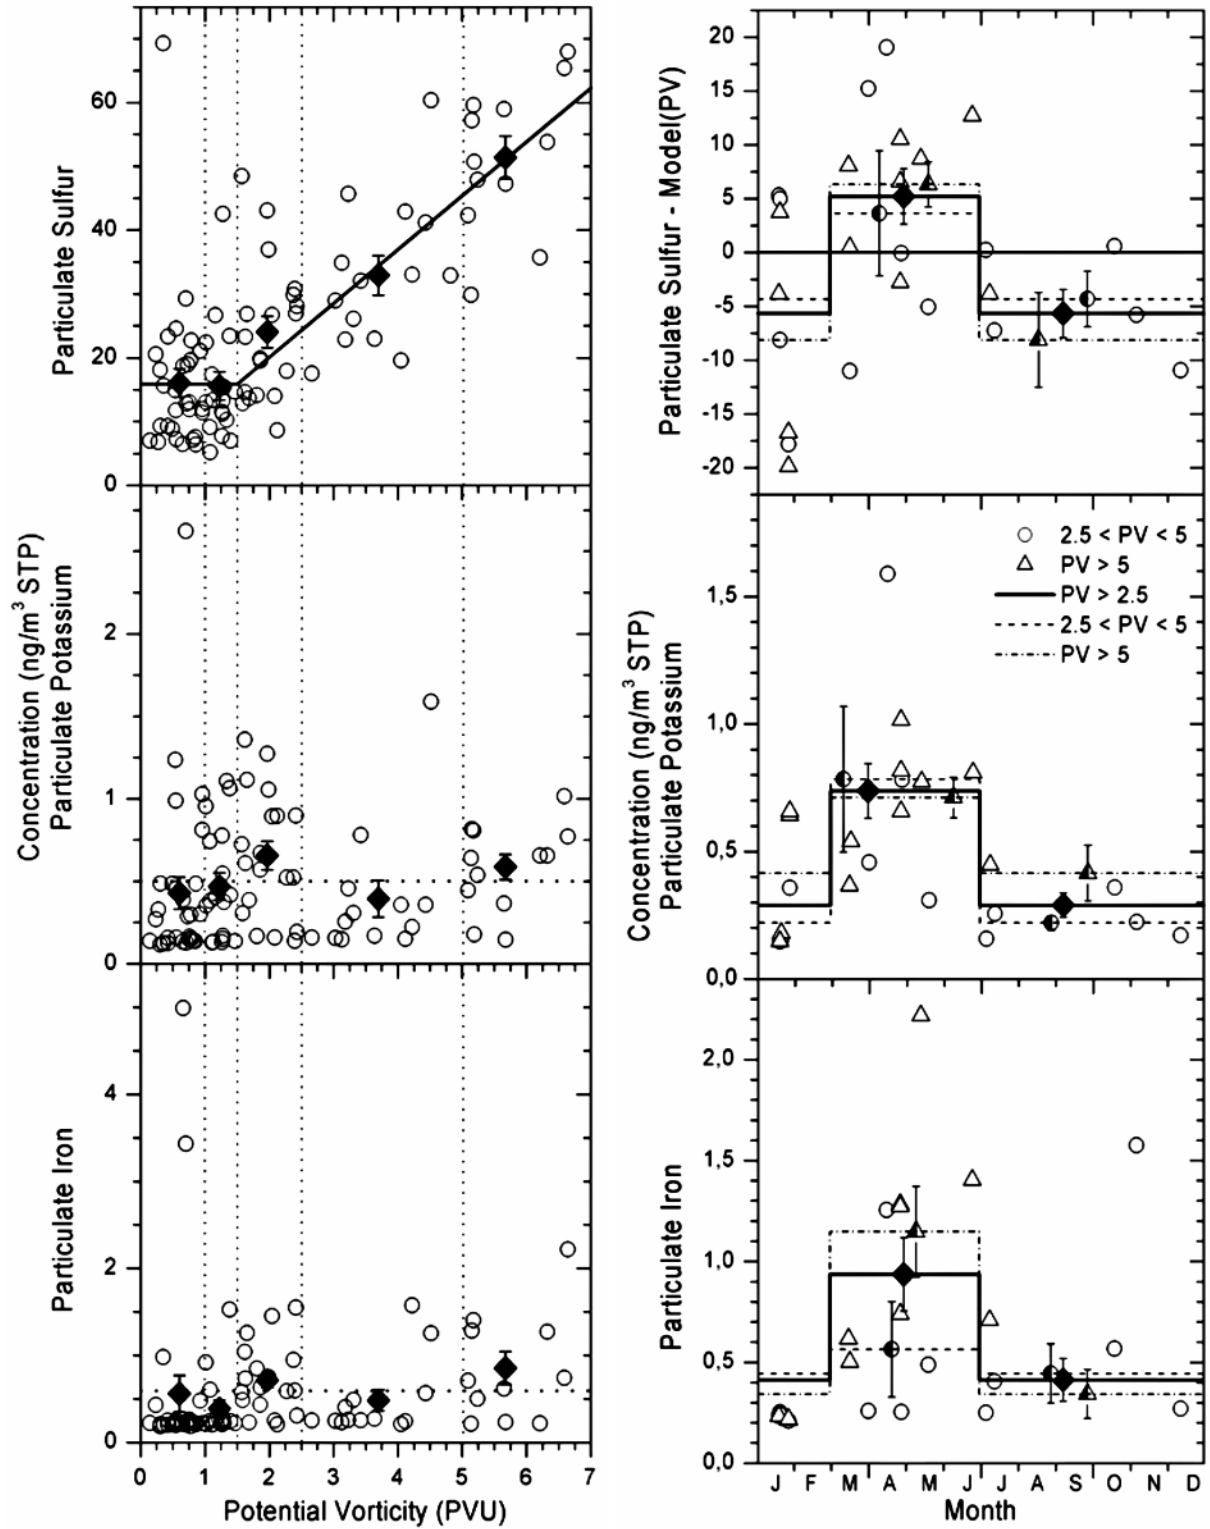 Particulate Sulfur
60
40
20
0
Concentration (ng/m³ STP)
Particulate Potassium
2
1
0
Particulate Iron
4
2
0
0 1 2 3 4 5 6 7
Potential Vorticity (PVU)
Particulate Sulfur - Model(PV)
20
15
10
5
0
-5
-10
-15
-20
Concentration (ng/m³ STP)
Particulate Potassium
1,5
1,0
0,5
0,0
2.5 < PV < 5
PV > 5
PV > 2.5
2.5 < PV < 5
PV > 5
Particulate Iron
2,0
1,5
1,0
0,5
0,0
J F M A M J J A S O N D
Month